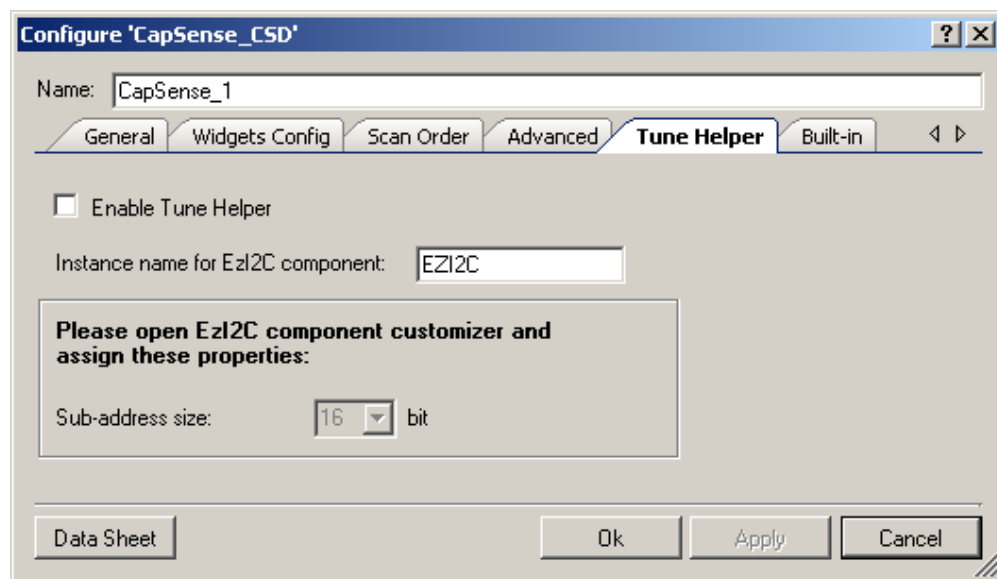 Configure 'CapSense_CSD'
Name: CapSense_1
General Widgets Config Scan Order Advanced Tune Helper Built-in
Enable Tune Helper
Instance name for EzI2C component: EZI2C
Please open EzI2C component customizer and
assign these properties:
Sub-address size: 16 bit
Data Sheet Ok Apply Cancel